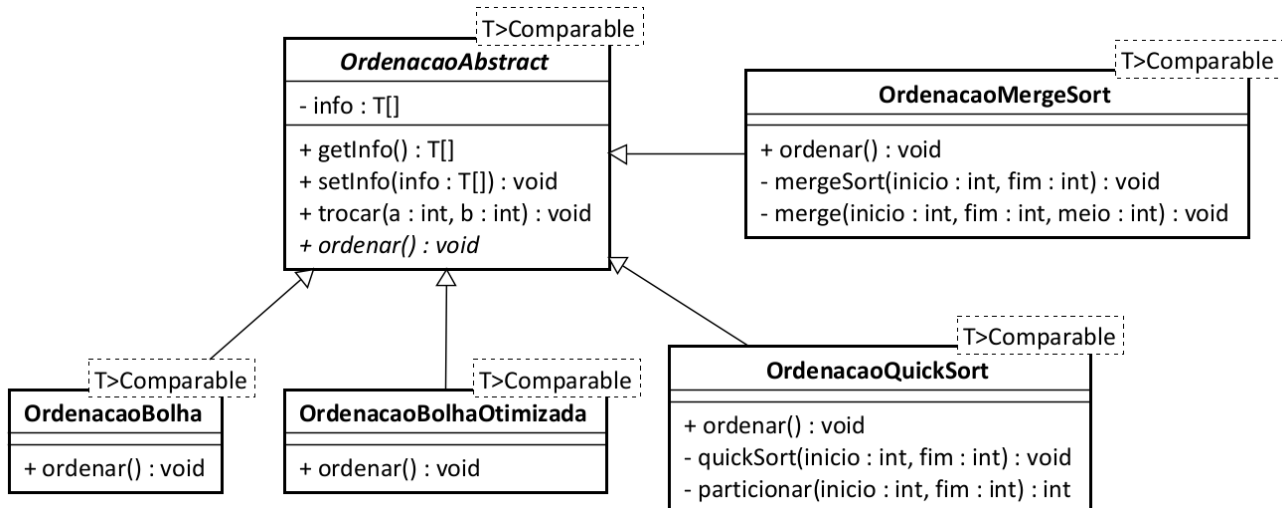 T>Comparable
OrdenacaoAbstract
- info : T[]
+ getInfo() : T[]
+ setInfo(info : T[]) : void
+ trocar(a : int, b : int) : void
+ ordenar() : void
T>Comparable
OrdenacaoMergeSort
+ ordenar() : void
- mergeSort(inicio : int, fim : int) : void
- merge(inicio : int, fim : int, meio : int) : void
T>Comparable
OrdenacaoBolha
+ ordenar() : void
T>Comparable
OrdenacaoBolhaOtimizada
+ ordenar() : void
T>Comparable
OrdenacaoQuickSort
+ ordenar() : void
- quickSort(inicio : int, fim : int) : void
- particionar(inicio : int, fim : int) : int